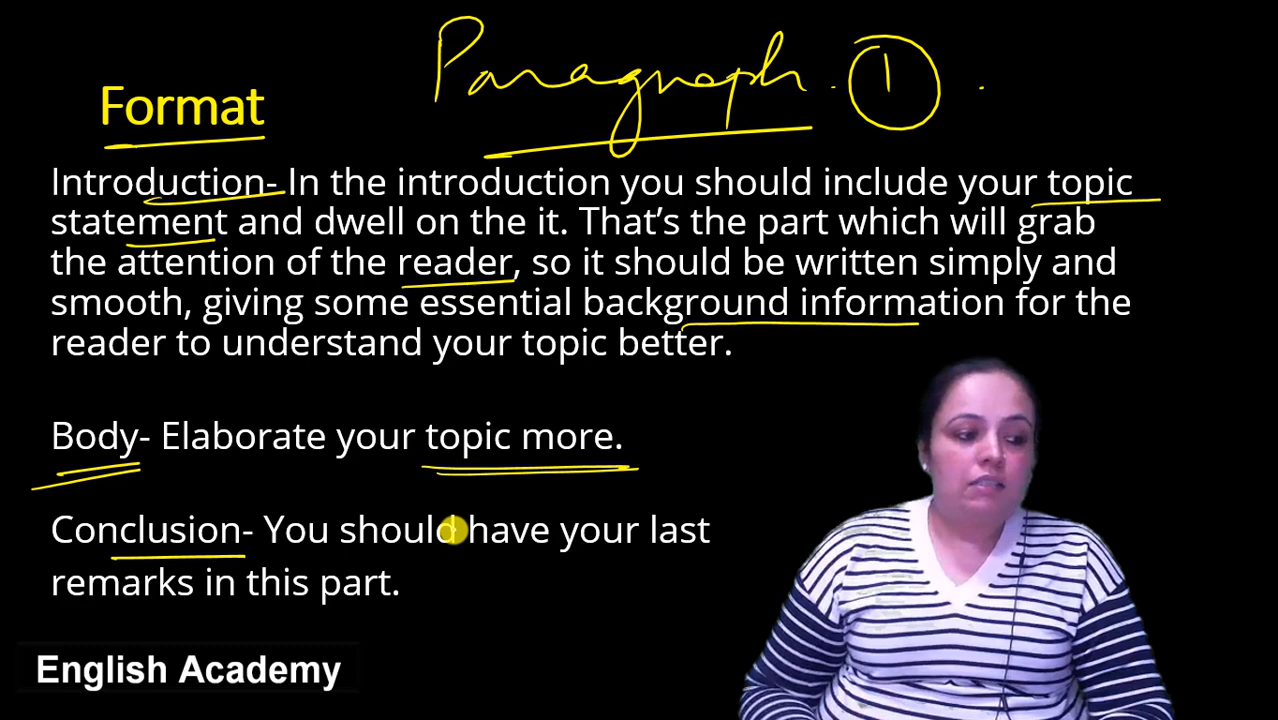 Paragraph. 1.
Format
Introduction- In the introduction you should include your topic
statement and dwell on the it. That's the part which will grab
the attention of the reader, so it should be written simply and
smooth, giving some essential background information for the
reader to understand your topic better.
Body- Elaborate your topic more.
Conclusion- You should have your last
remarks in this part.
English Academy